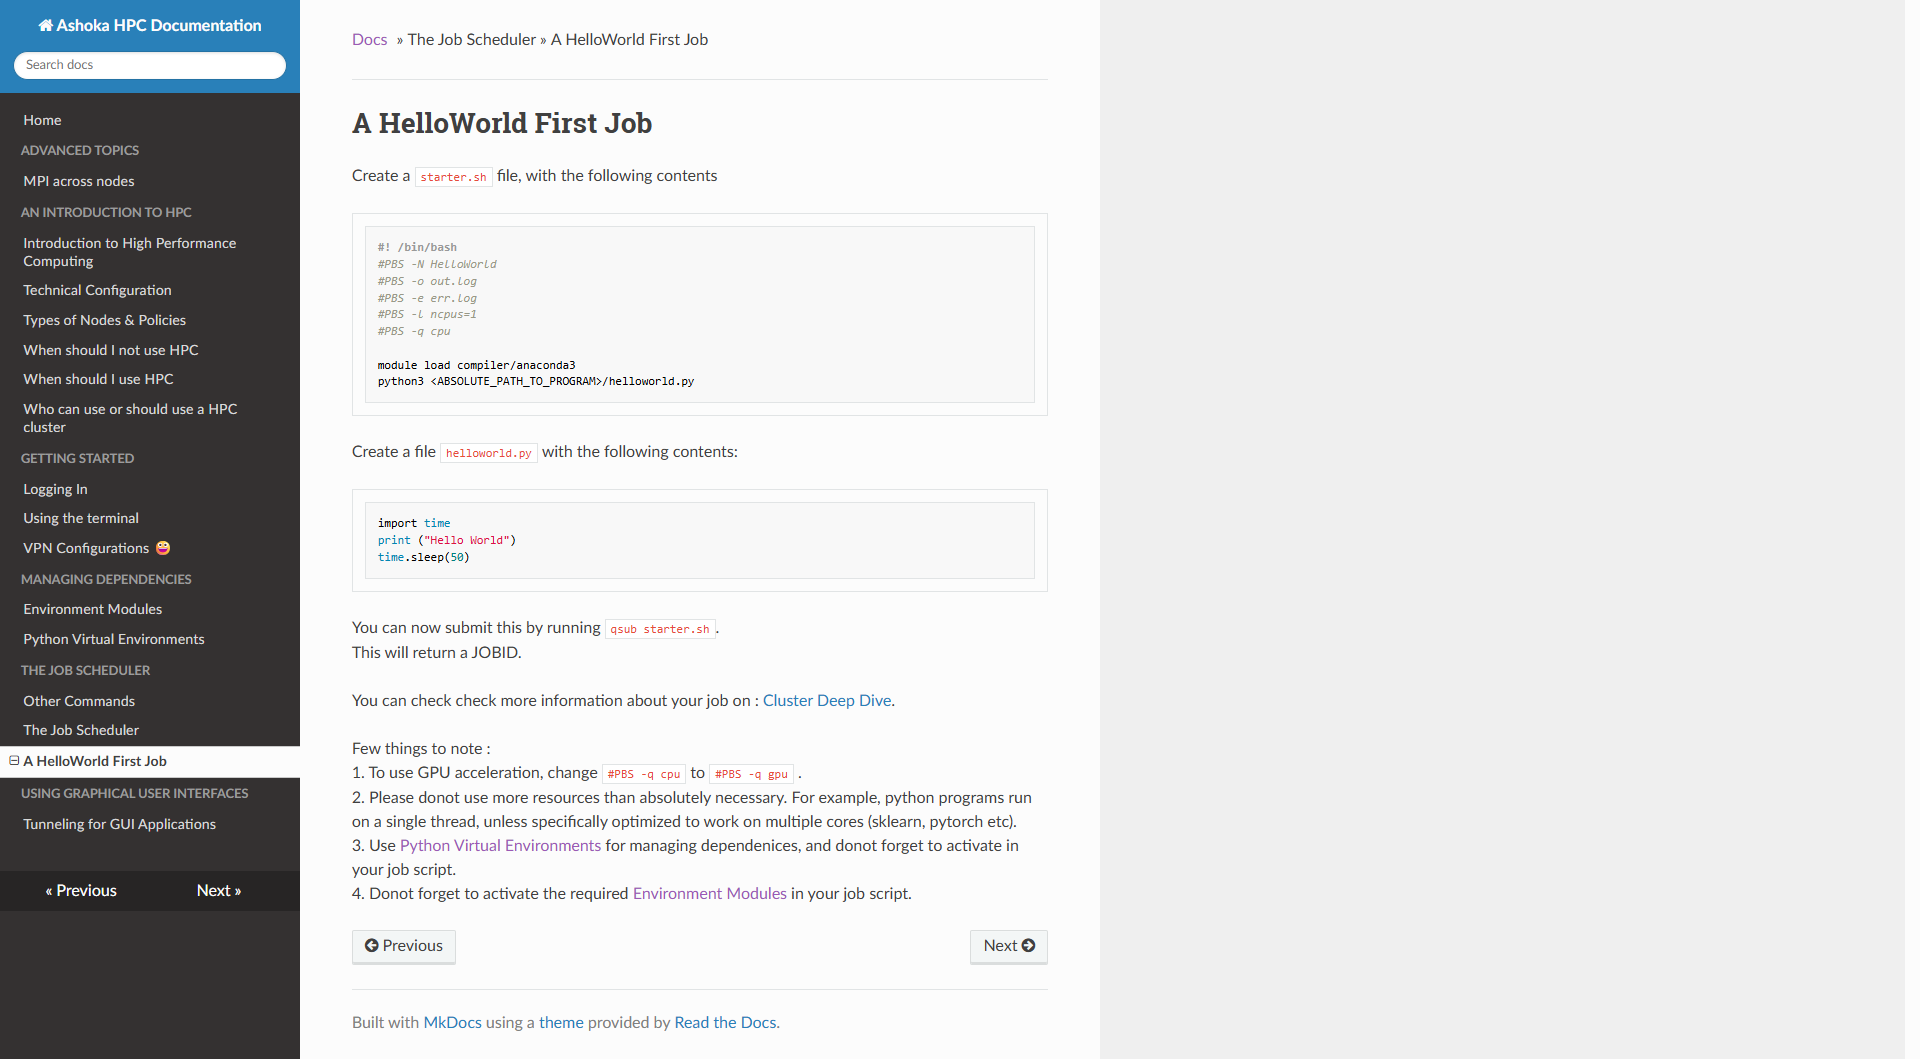 Ashoka HPC Documentation
Search docs
Home
ADVANCED TOPICS
MPI across nodes
AN INTRODUCTION TO HPC
Introduction to High Performance
Computing
Technical Configuration
Types of Nodes & Policies
When should I not use HPC
When should I use HPC
Who can use or should use a HPC
cluster
GETTING STARTED
Logging In
Using the terminal
VPN Configurations 😀
MANAGING DEPENDENCIES
Environment Modules
Python Virtual Environments
THE JOB SCHEDULER
Other Commands
The Job Scheduler
A HelloWorld First Job
USING GRAPHICAL USER INTERFACES
Tunneling for GUI Applications
« Previous Next »
Docs » The Job Scheduler » A HelloWorld First Job
A HelloWorld First Job
Create a starter.sh file, with the following contents
#! /bin/bash
#PBS -N HelloWorld
#PBS -o out.log
#PBS -e err.log
#PBS -l ncpus=1
#PBS -q cpu
module load compiler/anaconda3
python3 <ABSOLUTE_PATH_TO_PROGRAM>/helloworld.py
Create a file helloworld.py with the following contents:
import time
print ("Hello World")
time.sleep(50)
You can now submit this by running qsub starter.sh.
This will return a JOBID.
You can check check more information about your job on : Cluster Deep Dive.
Few things to note :
1. To use GPU acceleration, change #PBS -q cpu to #PBS -q gpu .
2. Please donot use more resources than absolutely necessary. For example, python programs run
on a single thread, unless specifically optimized to work on multiple cores (sklearn, pytorch etc).
3. Use Python Virtual Environments for managing dependenices, and donot forget to activate in
your job script.
4. Donot forget to activate the required Environment Modules in your job script.
Previous Next
Built with MkDocs using a theme provided by Read the Docs.